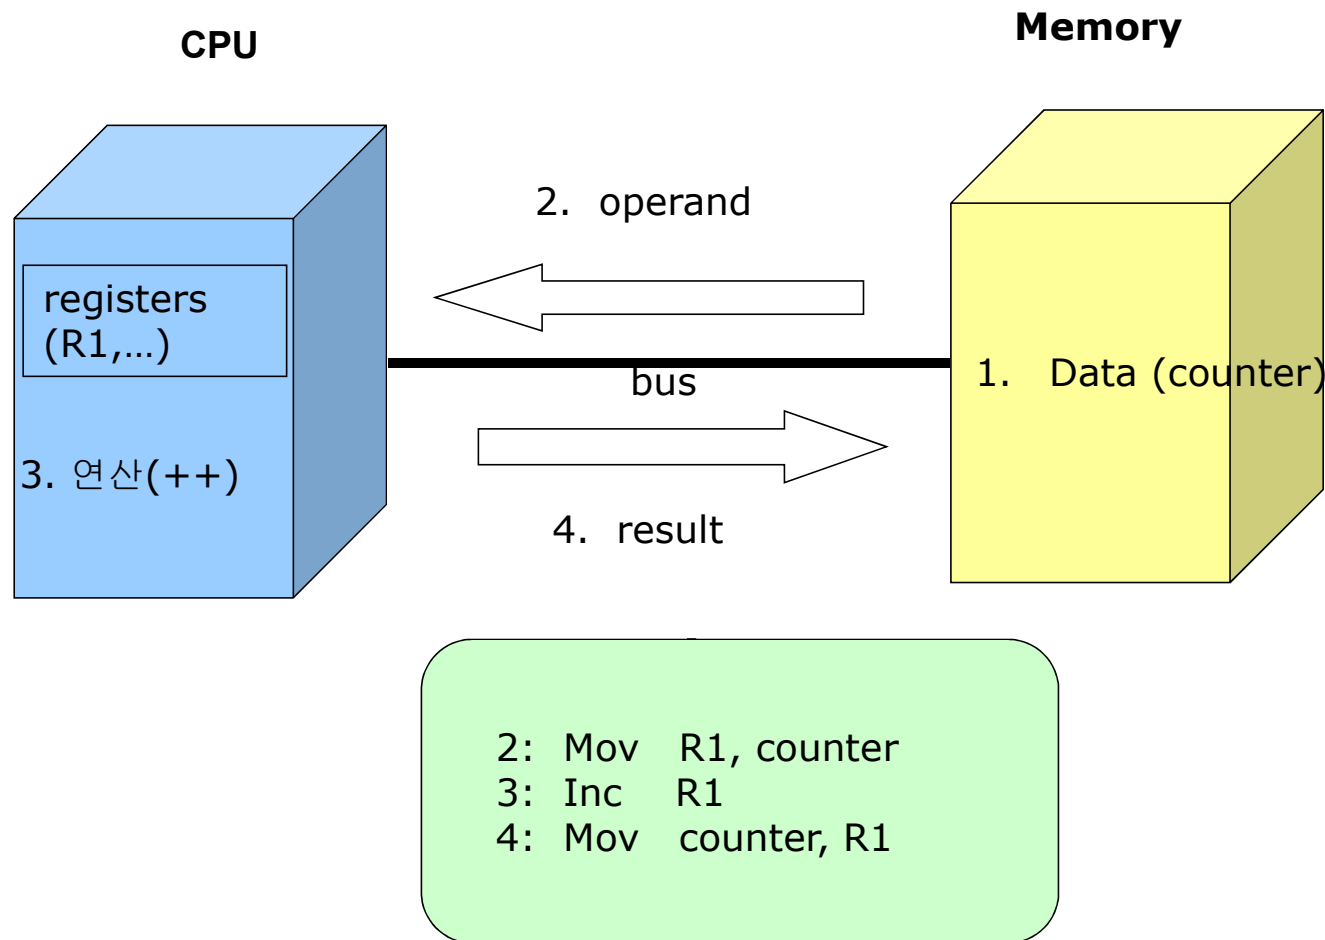 CPU
Memory
2. operand
registers
(R1,...)
bus
1. Data (counter)
3. 연산(++)
4. result
2: Mov R1, counter
3: Inc R1
4: Mov counter, R1